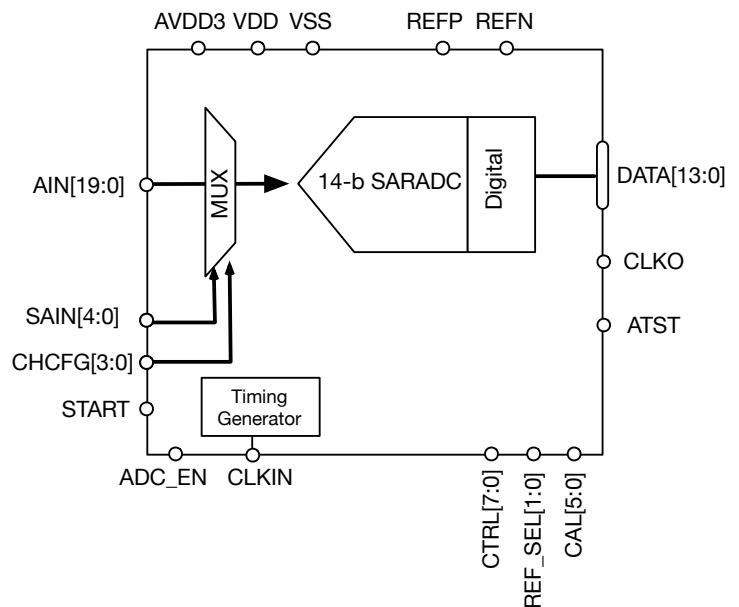 AVDD3 VDD VSS REFP REFN
AIN[19:0]
MUX
14-b SARADC
Digital
DATA[13:0]
CLKO
SAIN[4:0]
ATST
CHCFG[3:0]
START
Timing
Generator
ADC_EN
CLKIN
CTRL[7:0]
REF_SEL[1:0]
CAL[5:0]